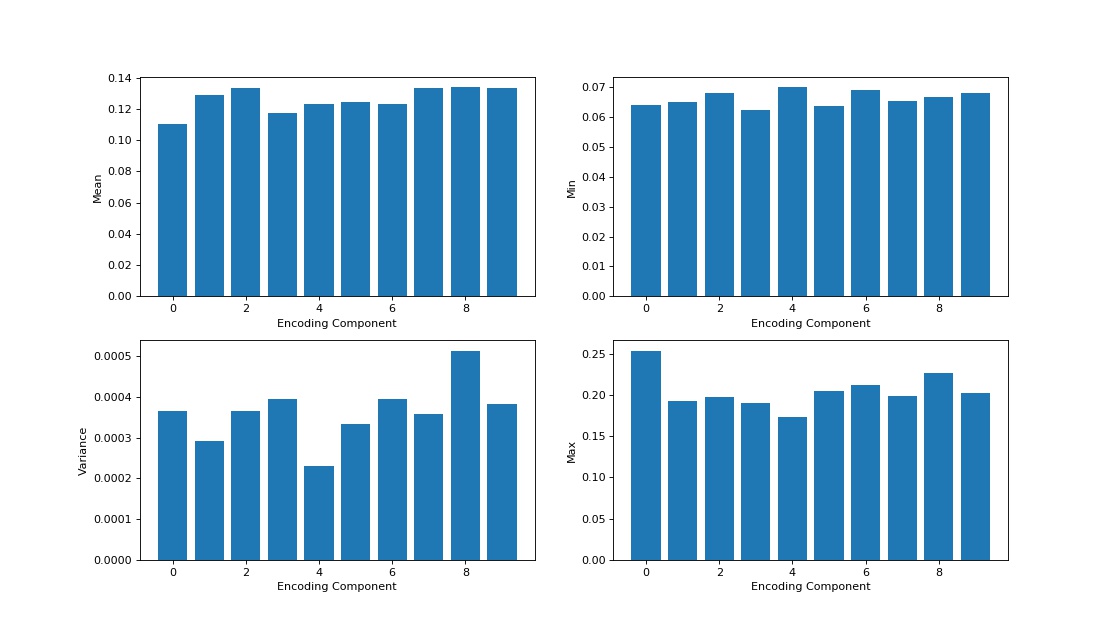 0.14
0.12
0.10
0.08
0.06
0.04
0.02
0.00
Mean
0 2 4 6 8
Encoding Component
0.07
0.06
0.05
0.04
0.03
0.02
0.01
0.00
Min
0 2 4 6 8
Encoding Component
0.0005
0.0004
0.0003
0.0002
0.0001
0.0000
Variance
0 2 4 6 8
Encoding Component
0.25
0.20
0.15
0.10
0.05
0.00
Max
0 2 4 6 8
Encoding Component